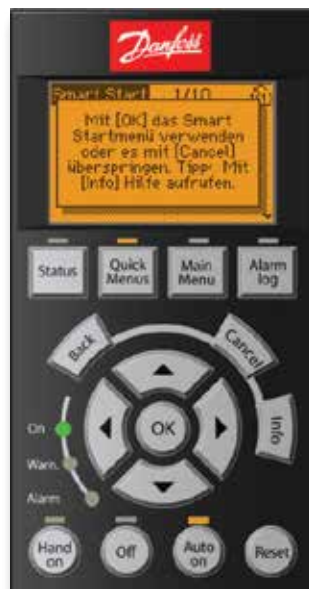 Danfoss
Smart-Start 1/10
Mit [OK] das Smart
Startmenü verwenden
oder es mit [Cancel]
überspringen. Tipp: Mit
[Info] Hilfe aufrufen.
Status
Quick
Menus
Main
Menu
Alarm
log
Back
Cancel
Info
OK
On
Warn.
Alarm
Hand
on
Off
Auto
on
Reset